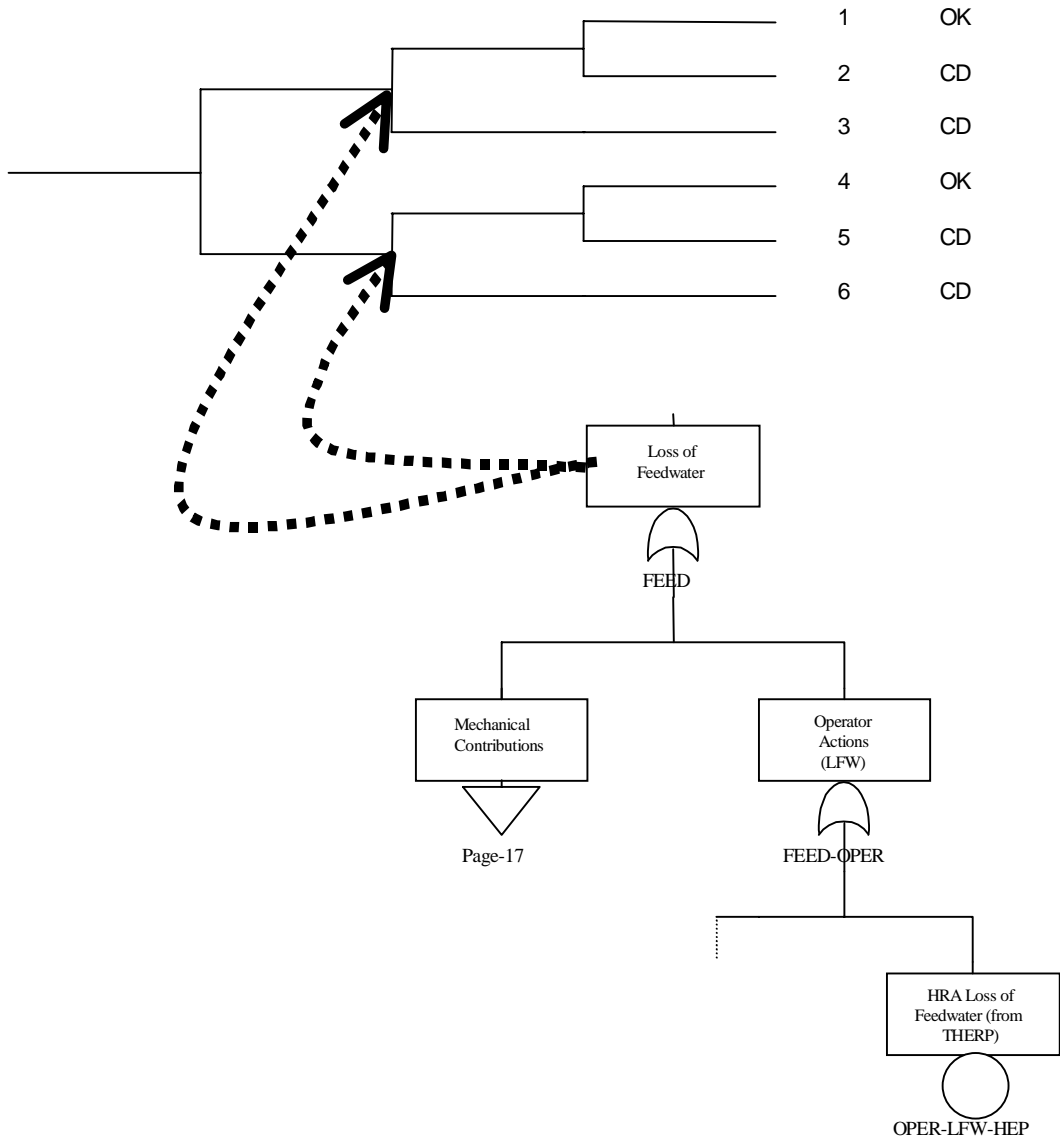 1 OK
2 CD
3 CD
4 OK
5 CD
6 CD
Loss of
Feedwater
FEED
Mechanical
Contributions
Page-17
Operator
Actions
(LFW)
FEED-OPER
HRA Loss of
Feedwater (from
THERP)
OPER-LFW-HEP